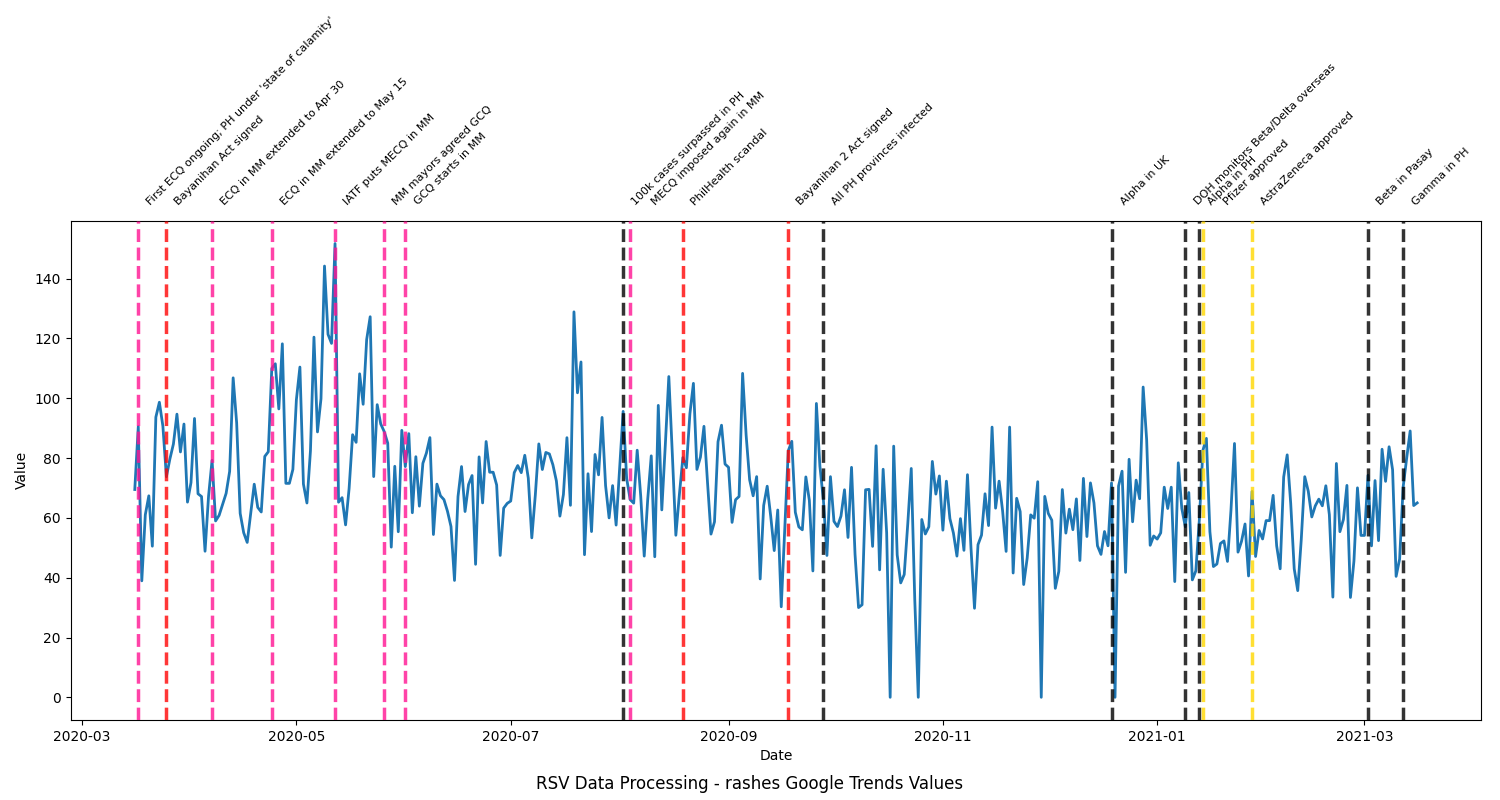 First ECQ ongoing; PH under 'state of calamity'
Bayanihan Act signed
ECQ in MM extended to Apr 30
ECQ in MM extended to May 15
IATF puts MECQ in MM
MM mayors agreed GCQ
GCQ starts in MM
100k cases surpassed in PH
MECQ imposed again in MM
PhilHealth scandal
Bayanihan 2 Act signed
All PH provinces infected
Alpha in UK
DOH monitors Beta/Delta overseas
Alpha in PH
Pfizer approved
AstraZeneca approved
Beta in Pasay
Gamma in PH
140
120
100
80
60
40
20
0
Value
2020-03 2020-05 2020-07 2020-09 2020-11 2021-01 2021-03
Date
RSV Data Processing - rashes Google Trends Values